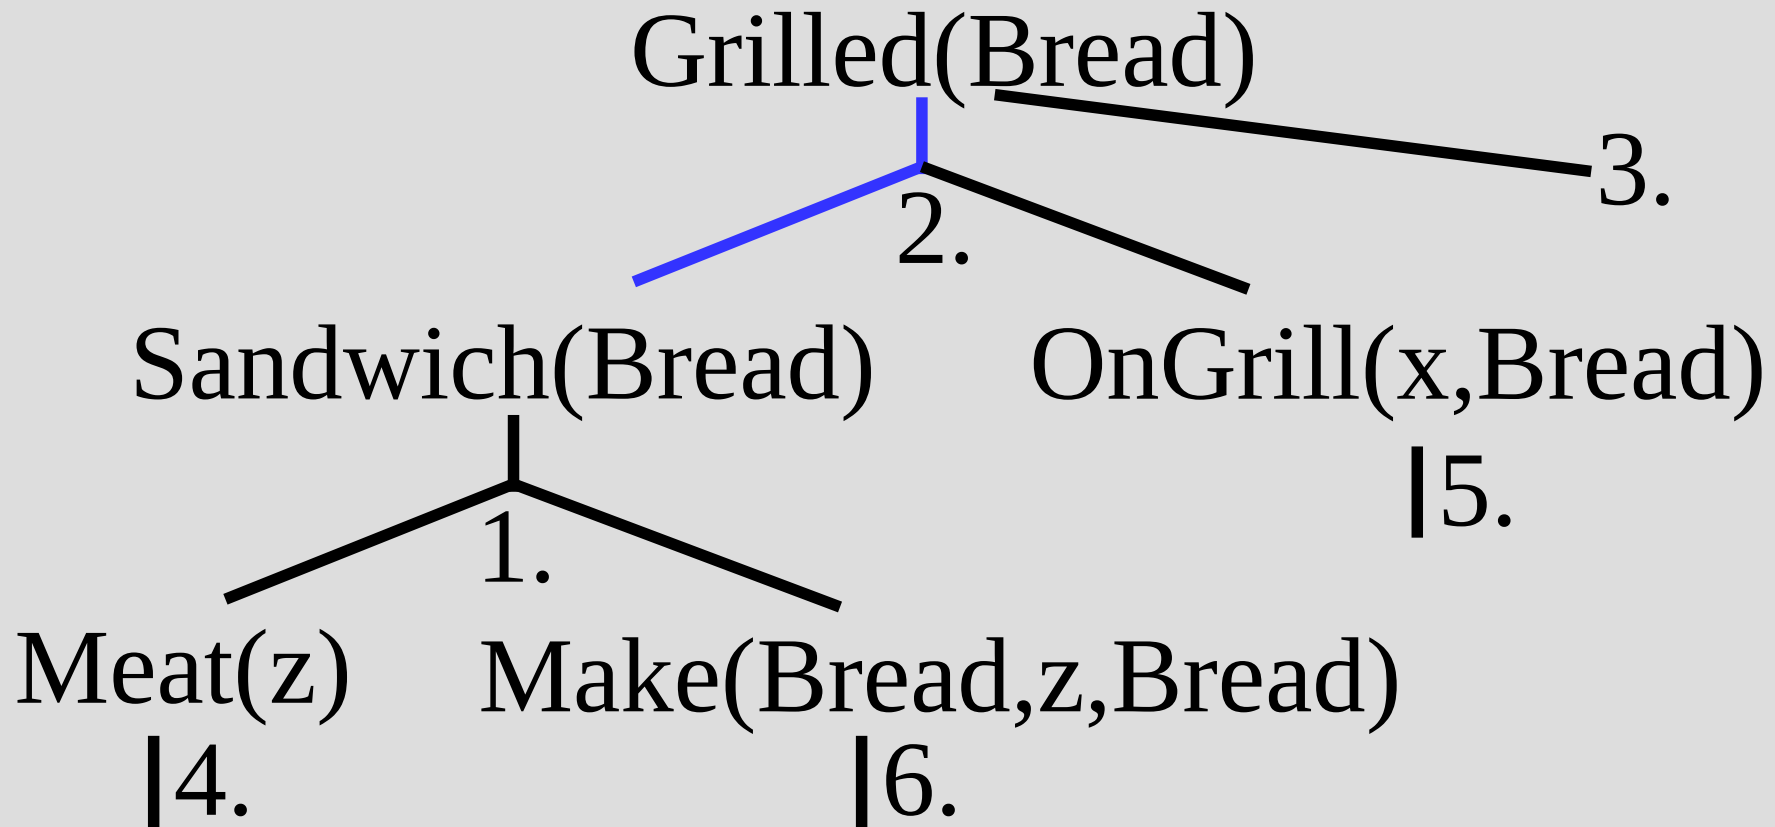 Grilled(Bread)
3.
2.
Sandwich(Bread) OnGrill(x,Bread)
5.
1.
Meat(z) Make(Bread,z,Bread)
4. 6.